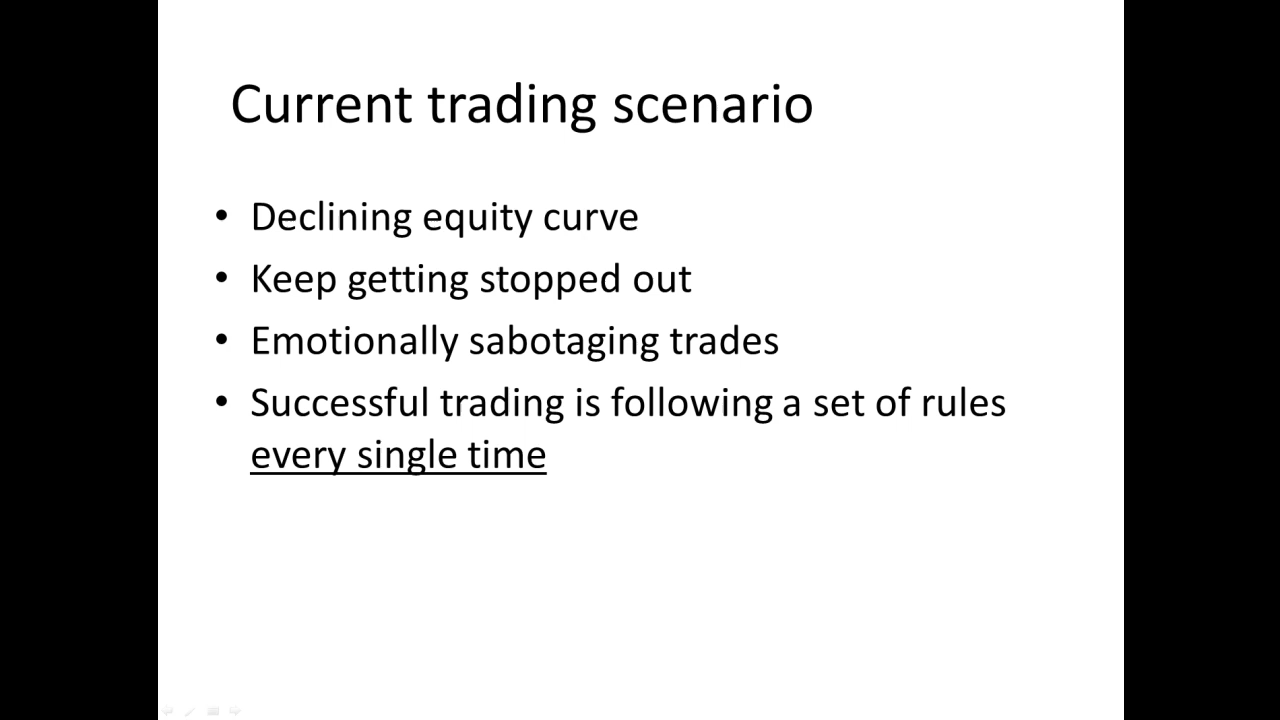 Current trading scenario
• Declining equity curve
• Keep getting stopped out
• Emotionally sabotaging trades
• Successful trading is following a set of rules
every single time